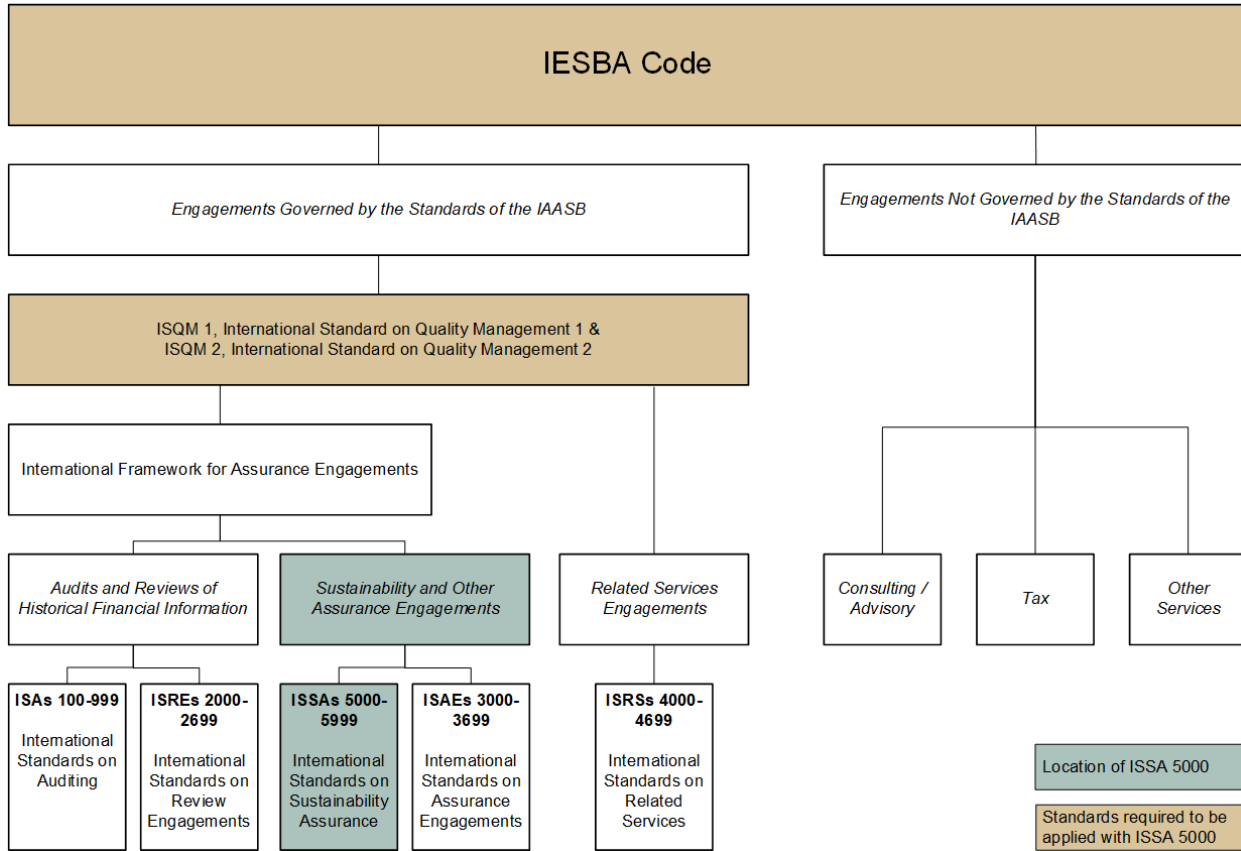 IESBA Code
Engagements Governed by the Standards of the IAASB
Engagements Not Governed by the Standards of the
IAASB
ISQM 1, International Standard on Quality Management 1 &
ISQM 2, International Standard on Quality Management 2
International Framework for Assurance Engagements
Audits and Reviews of
Historical Financial Information
Sustainability and Other
Assurance Engagements
Related Services
Engagements
Consulting /
Advisory
Tax
Other
Services
ISAs 100-999
International
Standards on
Auditing
ISREs 2000-
2699
International
Standards on
Review
Engagements
ISSAs 5000-
5999
International
Standards on
Sustainability
Assurance
ISAEs 3000-
3699
International
Standards on
Assurance
Engagements
ISRSs 4000-
4699
International
Standards on
Related
Services
Location of ISSA 5000
Standards required to be
applied with ISSA 5000